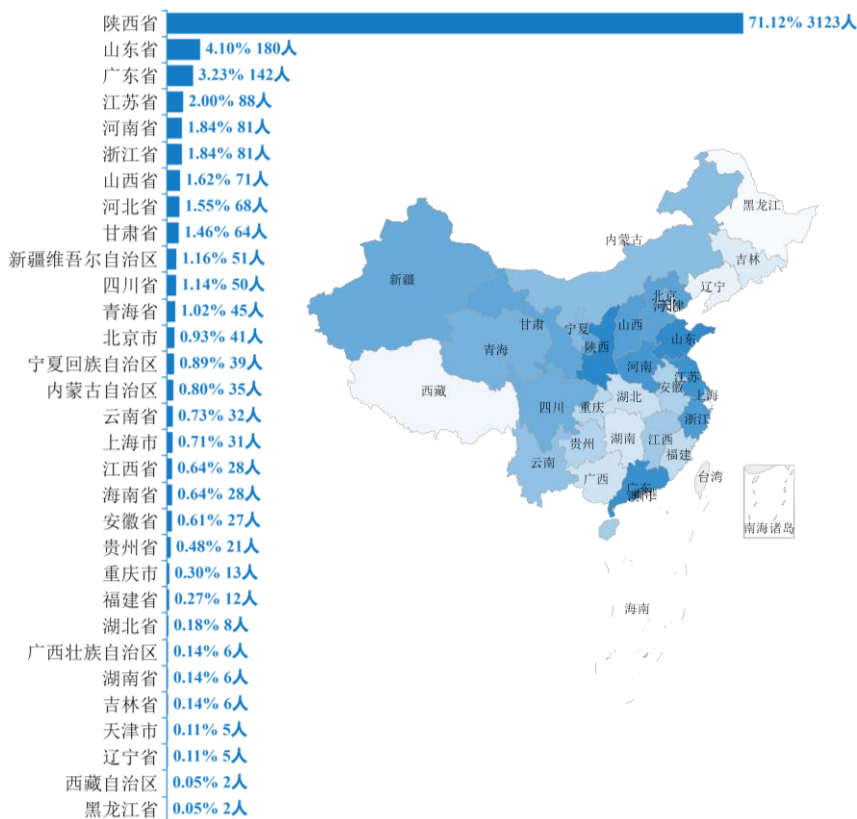 陕西省 71.12% 3123人
山东省 4.10% 180人
广东省 3.23% 142人
江苏省 2.00% 88人
河南省 1.84% 81人
浙江省 1.84% 81人
山西省 1.62% 71人
河北省 1.55% 68人
甘肃省 1.46% 64人
新疆维吾尔自治区 1.16% 51人
四川省 1.14% 50人
青海省 1.02% 45人
北京市 0.93% 41人
宁夏回族自治区 0.89% 39人
内蒙古自治区 0.80% 35人
云南省 0.73% 32人
上海市 0.71% 31人
江西省 0.64% 28人
海南省 0.64% 28人
安徽省 0.61% 27人
贵州省 0.48% 21人
重庆市 0.30% 13人
福建省 0.27% 12人
湖北省 0.18% 8人
广西壮族自治区 0.14% 6人
湖南省 0.14% 6人
吉林省 0.14% 6人
天津市 0.11% 5人
辽宁省 0.11% 5人
西藏自治区 0.05% 2人
黑龙江省 0.05% 2人
黑龙江
内蒙古
吉林
新疆
辽宁
北京
甘肃
宁夏
山西
山东
青海
陕西
河南
江苏
西藏
安徽
上海
四川
重庆
湖北
浙江
云南
贵州
湖南
江西
福建
广西
广东
台湾
南海诸岛
海南